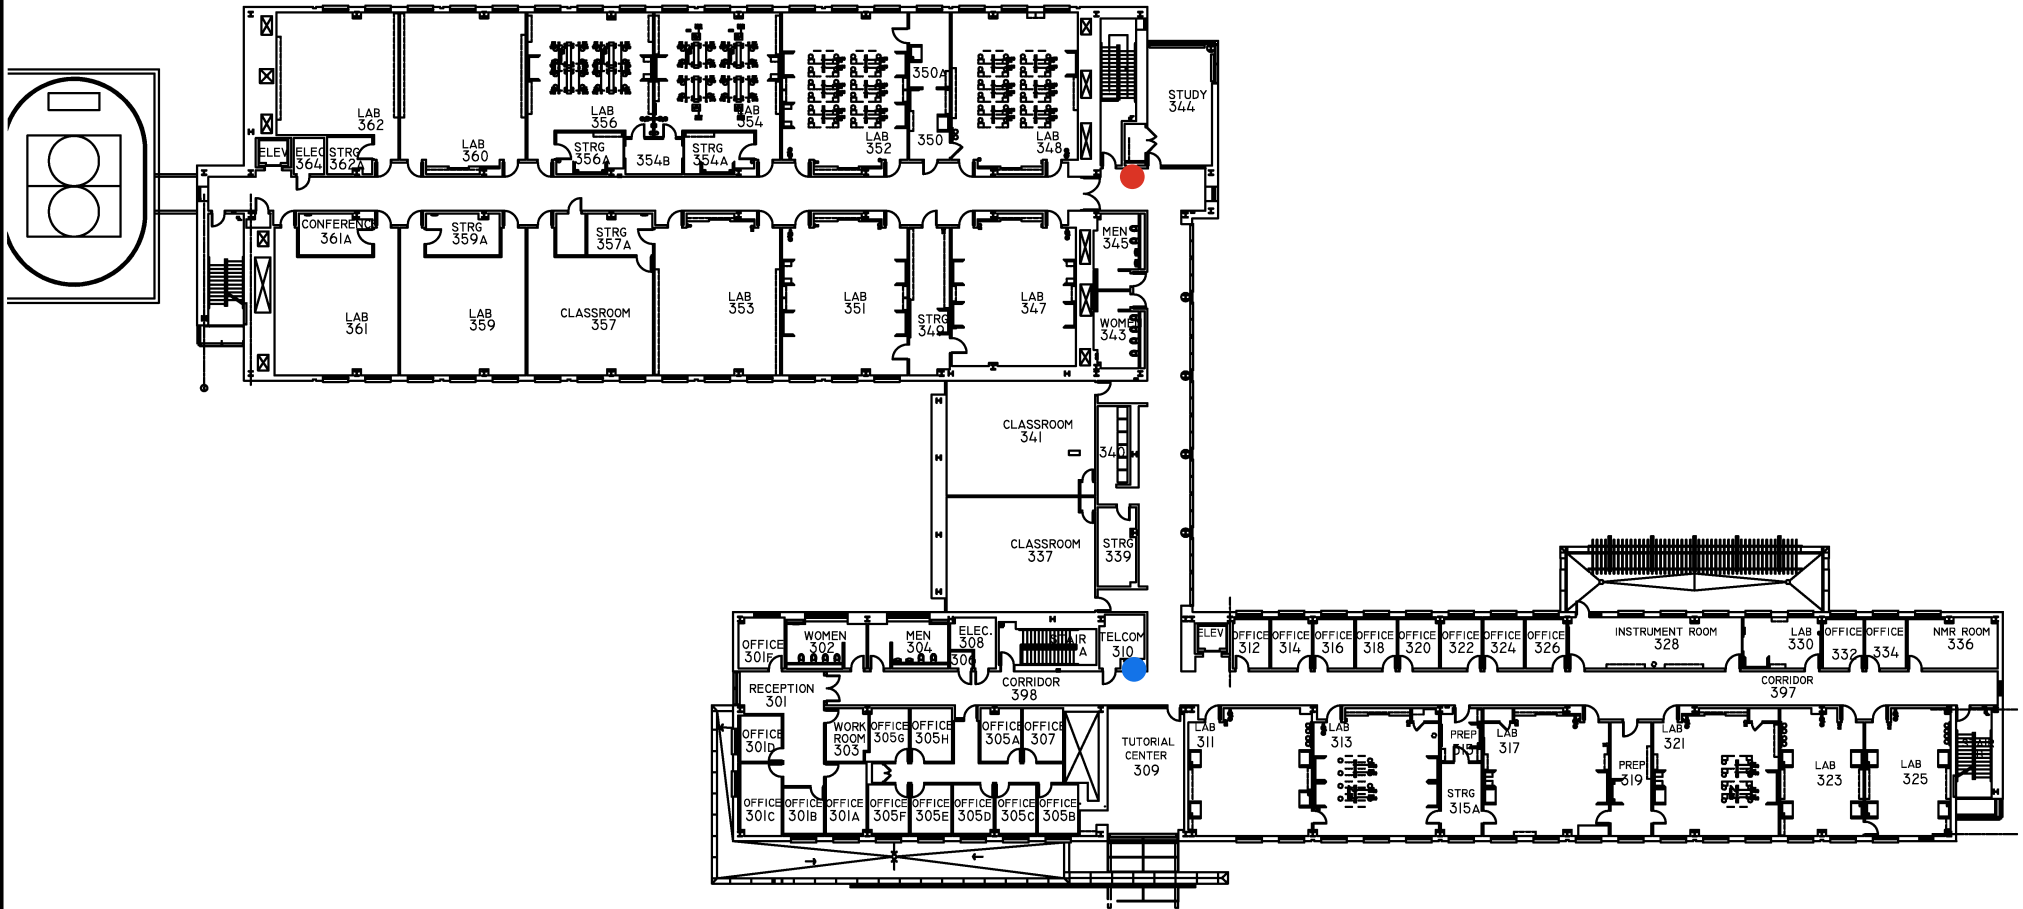 LAB
362
LAB
360
LAB
356
LAB
354
LAB
352
350A
350
LAB
348
STUDY
344
ELEV
ELEC
364
STRG
362A
STRG
356A
354B
STRG
354A
CONFERENCE
361A
STRG
359A
STRG
357A
MEN
345
LAB
361
LAB
359
CLASSROOM
357
LAB
353
LAB
351
STRG
349
LAB
347
WOMEN
343
CLASSROOM
341
340
CLASSROOM
337
STRG
339
OFFICE
301F
WOMEN
302
MEN
304
ELEC.
308
306
STAIR
A
TELCOM
310
ELEV
OFFICE
312
OFFICE
314
OFFICE
316
OFFICE
318
OFFICE
320
OFFICE
322
OFFICE
324
OFFICE
326
INSTRUMENT ROOM
328
LAB
330
OFFICE
332
OFFICE
334
NMR ROOM
336
RECEPTION
301
CORRIDOR
398
CORRIDOR
397
OFFICE
301D
WORK
ROOM
303
OFFICE
305G
OFFICE
305H
OFFICE
305A
OFFICE
307
TUTORIAL
CENTER
309
LAB
311
LAB
313
PREP
315
LAB
317
PREP
319
LAB
321
LAB
323
LAB
325
STRG
315A
OFFICE
301C
OFFICE
301B
OFFICE
301A
OFFICE
305F
OFFICE
305E
OFFICE
305D
OFFICE
305C
OFFICE
305B